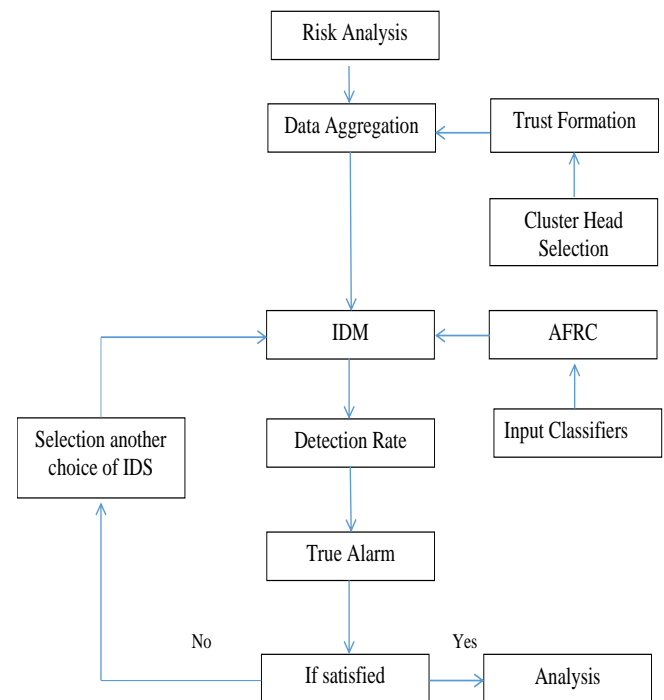 Risk Analysis
Data Aggregation
Trust Formation
Cluster Head
Selection
IDM
AFRC
Selection another
choice of IDS
Detection Rate
Input Classifiers
True Alarm
No
Yes
If satisfied
Analysis